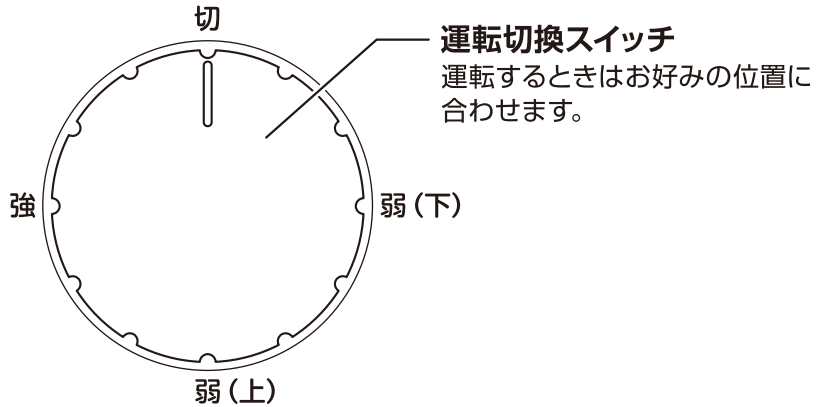 切
運転切換スイッチ
運転するときはお好みの位置に
合わせます。
強
弱（下）
弱（上）